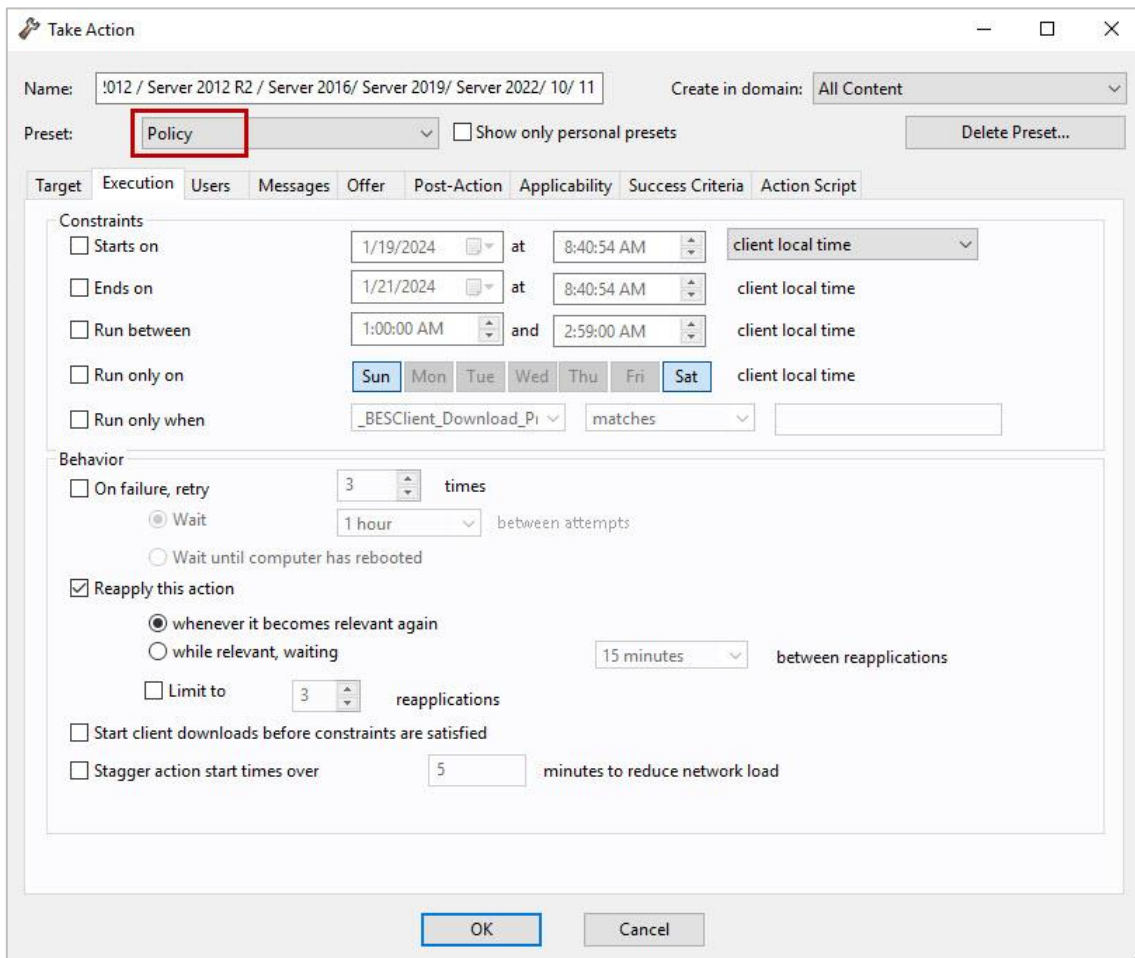 Take Action
Name: !012 / Server 2012 R2 / Server 2016/ Server 2019/ Server 2022/ 10/ 11 Create in domain: All Content
Preset: Policy Show only personal presets Delete Preset...
Target Execution Users Messages Offer Post-Action Applicability Success Criteria Action Script
Constraints
Starts on 1/19/2024 at 8:40:54 AM client local time
Ends on 1/21/2024 at 8:40:54 AM client local time
Run between 1:00:00 AM and 2:59:00 AM client local time
Run only on Sun Mon Tue Wed Thu Fri Sat client local time
Run only when _BESClient_Download_P matches
Behavior
On failure, retry 3 times
Wait 1 hour between attempts
Wait until computer has rebooted
Reapply this action
whenever it becomes relevant again
while relevant, waiting 15 minutes between reapplications
Limit to 3 reapplications
Start client downloads before constraints are satisfied
Stagger action start times over 5 minutes to reduce network load
OK Cancel